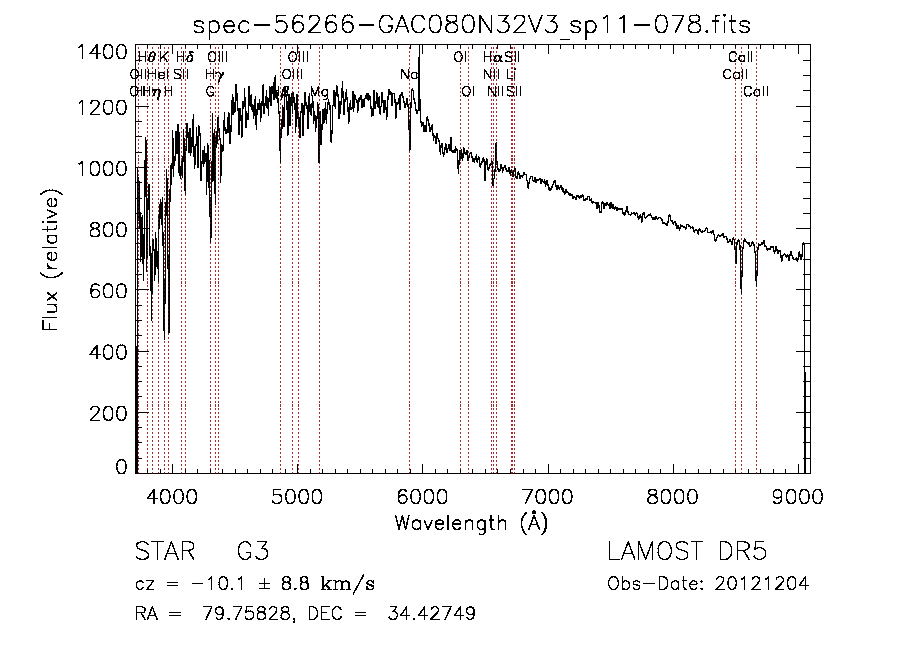 spec-56266-GAC080N32V3_sp11-078.fits
1400
1200
1000
800
600
400
200
0
Flux (relative)
Hθ K Hδ OIII OIII OI Hα SII CaII
OII HeI SII Hγ OIII Na NII Li CaII
OII Hη H G Mg OI NII SII CaII
4000 5000 6000 7000 8000 9000
Wavelength (Å)
STAR G3 LAMOST DR5
cz = −10.1 ± 8.8 km/s Obs−Date: 20121204
RA = 79.75828, DEC = 34.42749